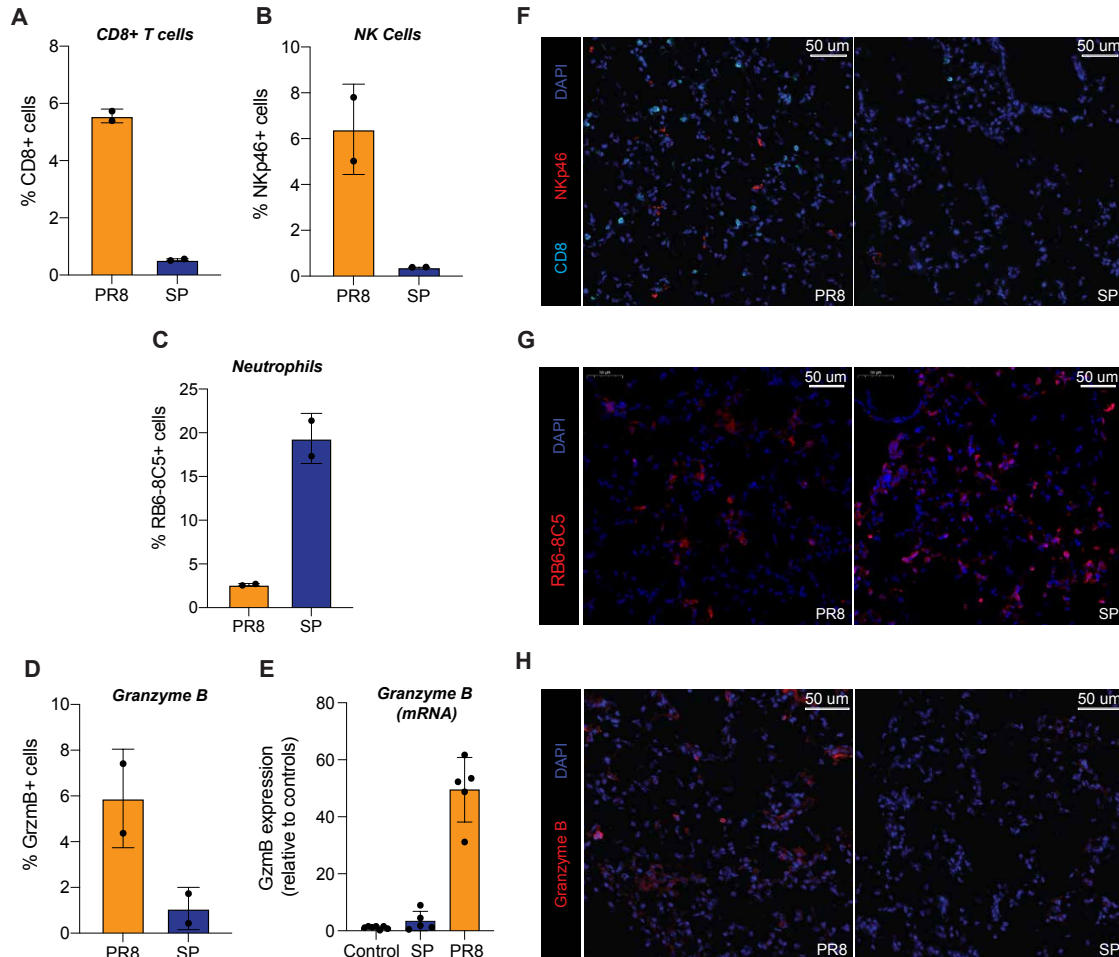 A
CD8+ T cells
% CD8+ cells
8
6
4
2
0
PR8
SP
B
NK Cells
% NKp46+ cells
10
8
6
4
2
0
PR8
SP
C
Neutrophils
% RB6-8C5+ cells
25
20
15
10
5
0
PR8
SP
D
Granzyme B
% GrzmB+ cells
10
8
6
4
2
0
PR8
SP
E
Granzyme B
(mRNA)
GzmB expression
(relative to controls)
80
60
40
20
0
Control
SP
PR8
F
CD8 NKp46 DAPI
50 um
PR8
50 um
SP
G
RB6-8C5 DAPI
50 um
PR8
50 um
SP
H
Granzyme B DAPI
50 um
PR8
50 um
SP